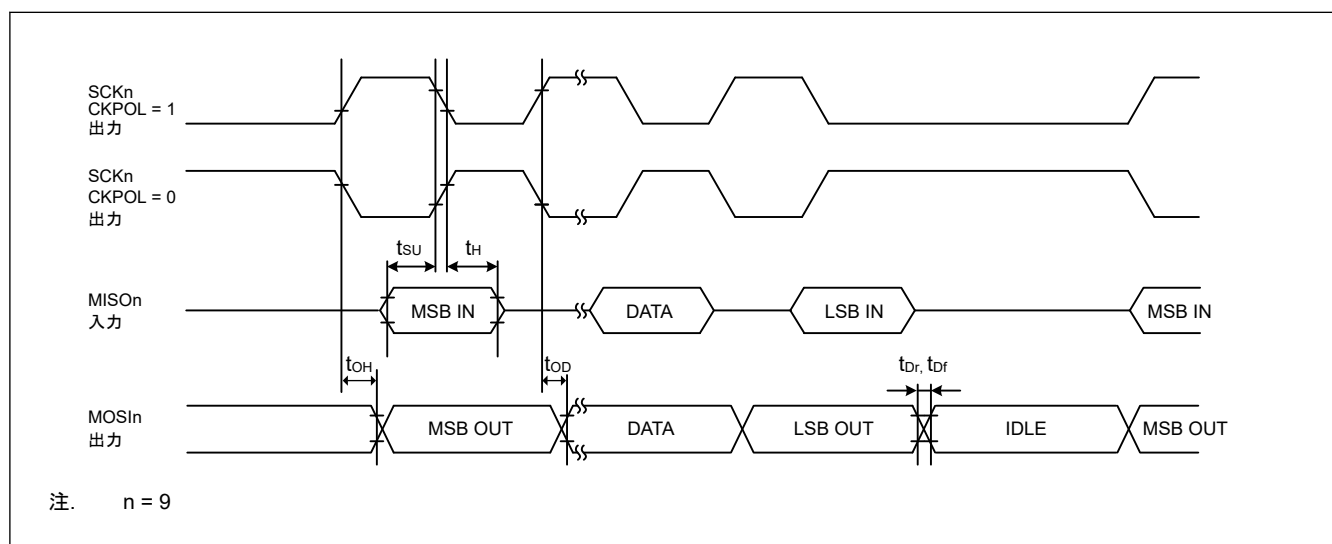 SCKn
CKPOL = 1
出力
SCKn
CKPOL = 0
出力
tSU tH
MISOn
入力
MSB IN DATA LSB IN MSB IN
tOH tOD tDr, tDf
MOSIn
出力
MSB OUT DATA LSB OUT IDLE MSB OUT
注. n = 9